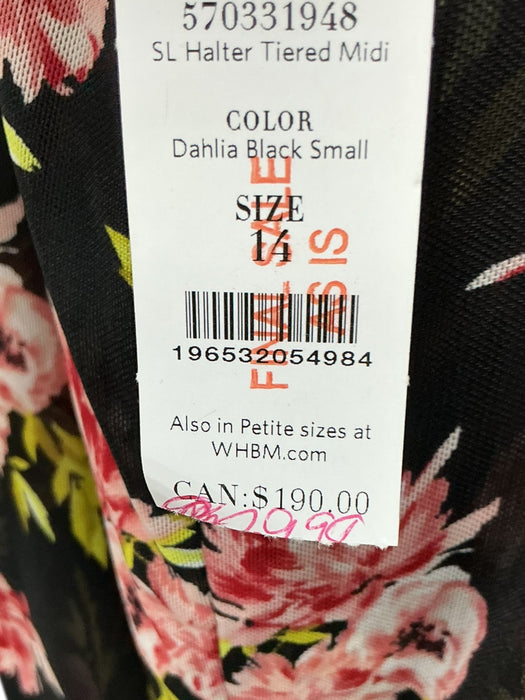 570331948
SL Halter Tiered Midi
COLOR
Dahlia Black Small
SIZE
14
FINAL SALE
AS IS
196532054984
Also in Petite sizes at
WHBM.com
CAN:$190.00